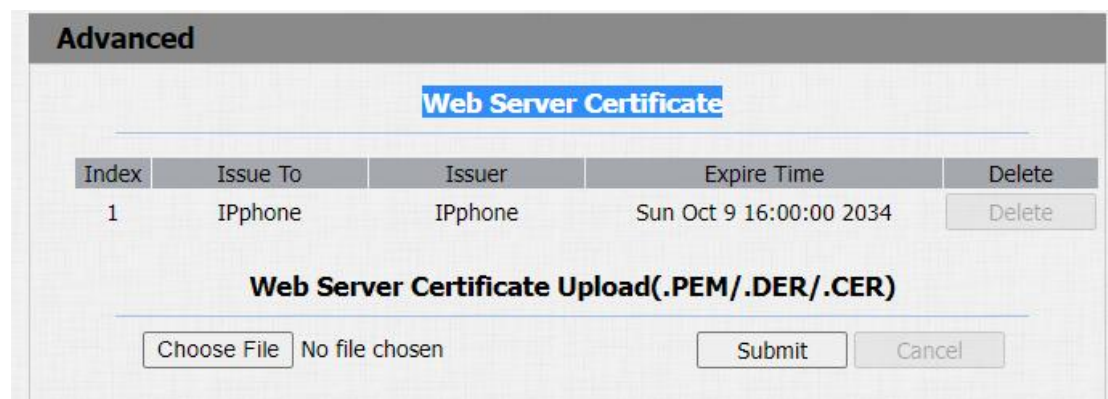 Advanced
Web Server Certificate
Index Issue To Issuer Expire Time Delete
1 IPphone IPphone Sun Oct 9 16:00:00 2034 Delete
Web Server Certificate Upload(.PEM/.DER/.CER)
Choose File No file chosen Submit Cancel